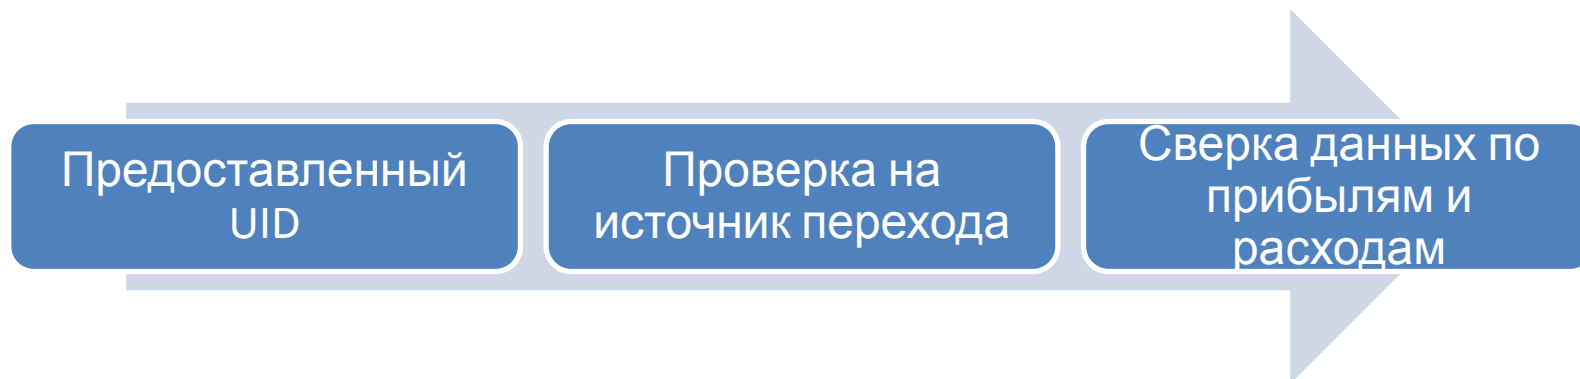 Предоставленный
UID
Проверка на
источник перехода
Сверка данных по
прибылям и
расходам